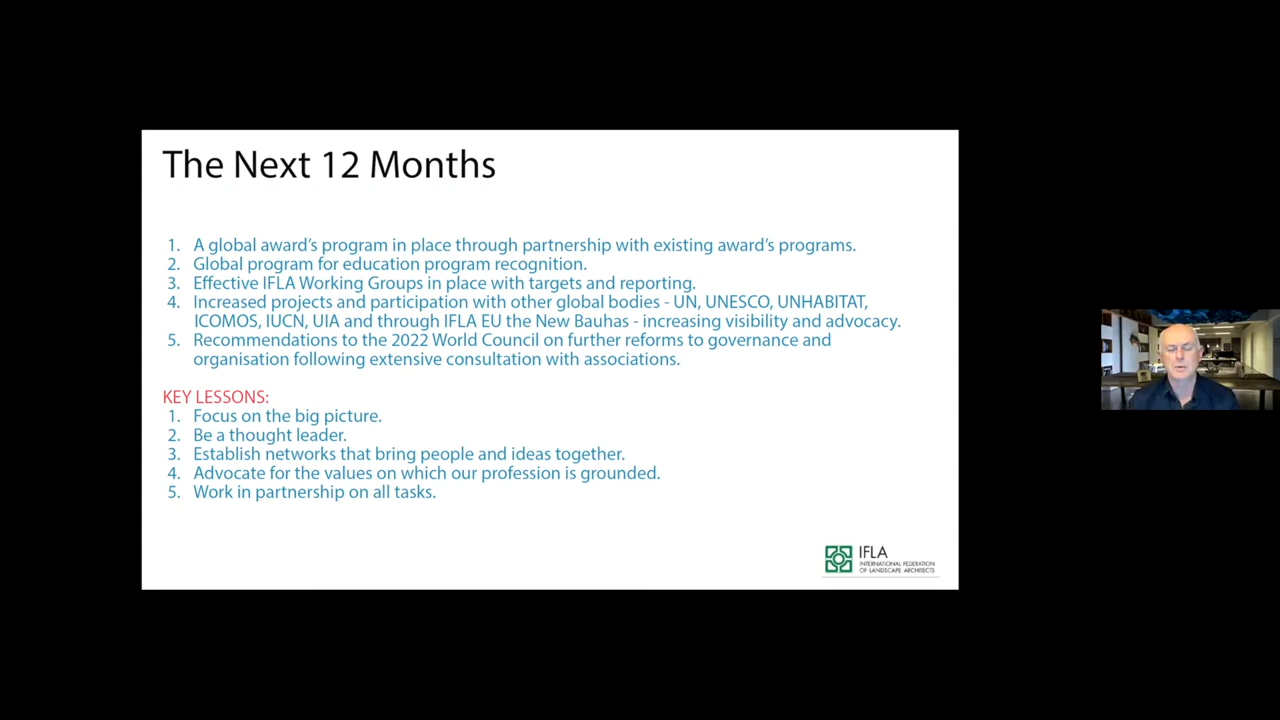 The Next 12 Months
1. A global award's program in place through partnership with existing award's programs.
2. Global program for education program recognition.
3. Effective IFLA Working Groups in place with targets and reporting.
4. Increased projects and participation with other global bodies - UN, UNESCO, UNHABITAT,
ICOMOS, IUCN, UIA and through IFLA EU the New Bauhas - increasing visibility and advocacy.
5. Recommendations to the 2022 World Council on further reforms to governance and
organisation following extensive consultation with associations.
KEY LESSONS:
1. Focus on the big picture.
2. Be a thought leader.
3. Establish networks that bring people and ideas together.
4. Advocate for the values on which our profession is grounded.
5. Work in partnership on all tasks.
IFLA
INTERNATIONAL FEDERATION
OF LANDSCAPE ARCHITECTS